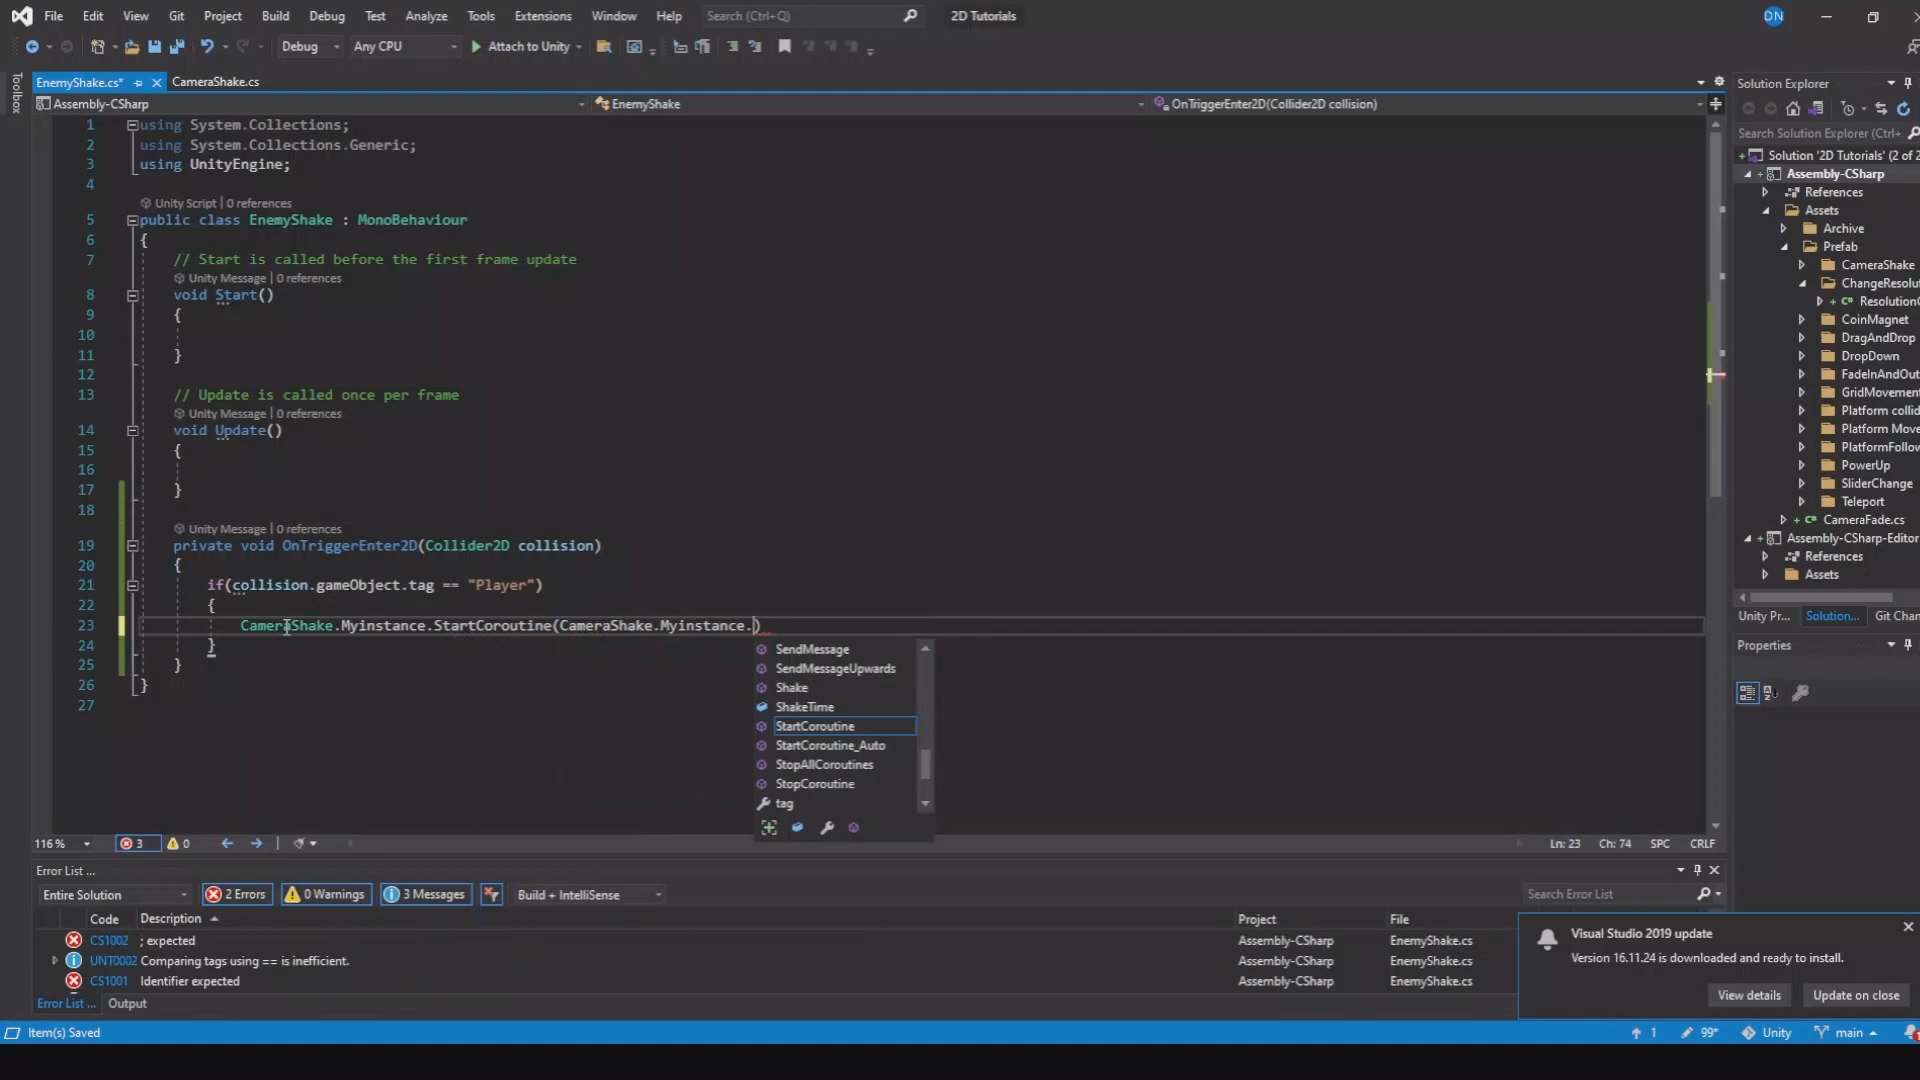 File Edit View Git Project Build Debug Test Analyze Tools Extensions Window Help Search (Ctrl+Q) 2D Tutorials DN
Debug Any CPU Attach to Unity
Toolbox
EnemyShake.cs* CameraShake.cs
Assembly-CSharp EnemyShake OnTriggerEnter2D(Collider2D collision)
1 using System.Collections;
2 using System.Collections.Generic;
3 using UnityEngine;
4
Unity Script | 0 references
5 public class EnemyShake : MonoBehaviour
6 {
7 // Start is called before the first frame update
Unity Message | 0 references
8 void Start()
9 {
10
11 }
12
13 // Update is called once per frame
Unity Message | 0 references
14 void Update()
15 {
16
17 }
18
Unity Message | 0 references
19 private void OnTriggerEnter2D(Collider2D collision)
20 {
21 if(collision.gameObject.tag == "Player")
22 {
23 CameraShake.Myinstance.StartCoroutine(CameraShake.Myinstance.)
24 }
25 }
26 }
27
SendMessage
SendMessageUpwards
Shake
ShakeTime
StartCoroutine
StartCoroutine_Auto
StopAllCoroutines
StopCoroutine
tag
116 % 3 0 Ln: 23 Ch: 74 SPC CRLF
Error List ...
Entire Solution 2 Errors 0 Warnings 3 Messages Build + IntelliSense Search Error List
Code Description Project File
CS1002 ; expected Assembly-CSharp EnemyShake.cs
UNT0002 Comparing tags using == is inefficient. Assembly-CSharp EnemyShake.cs
CS1001 Identifier expected Assembly-CSharp EnemyShake.cs
Error List ... Output
Item(s) Saved 1 99* Unity main
Solution Explorer
Search Solution Explorer (Ctrl+
Solution '2D Tutorials' (2 of 2
Assembly-CSharp
References
Assets
Archive
Prefab
CameraShake
ChangeResolu
Resolution
CoinMagnet
DragAndDrop
DropDown
FadeInAndOut
GridMovement
Platform collid
Platform Move
PlatformFollow
PowerUp
SliderChange
Teleport
CameraFade.cs
Assembly-CSharp-Editor
References
Assets
Unity Pr... Solution... Git Chan
Properties
Visual Studio 2019 update
Version 16.11.24 is downloaded and ready to install.
View details Update on close